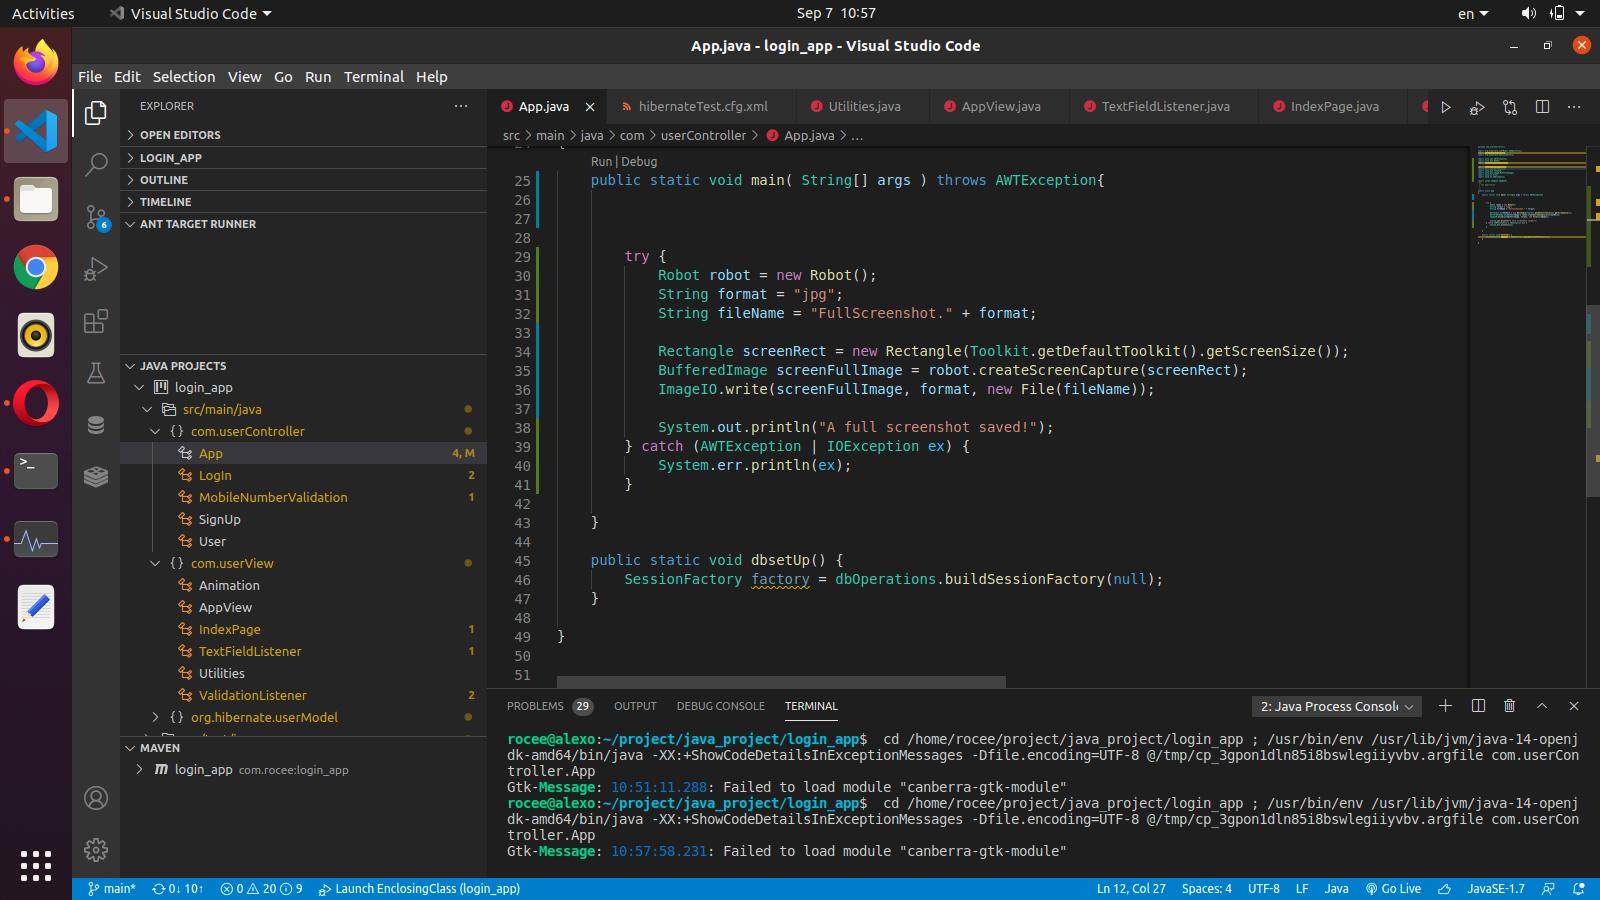 Activities
Visual Studio Code
Sep 7 10:57
en
App.java - login_app - Visual Studio Code
File Edit Selection View Go Run Terminal Help
EXPLORER
OPEN EDITORS
LOGIN_APP
OUTLINE
TIMELINE
ANT TARGET RUNNER
6
JAVA PROJECTS
login_app
src/main/java
{} com.userController
App 4, M
LogIn 2
MobileNumberValidation 1
SignUp
User
{} com.userView
Animation
AppView
IndexPage 1
TextFieldListener 1
Utilities
ValidationListener 2
{} org.hibernate.userModel
MAVEN
login_app com.rocee:login_app
App.java
hibernateTest.cfg.xml
Utilities.java
AppView.java
TextFieldListener.java
IndexPage.java
src > main > java > com > userController > App.java > ...
Run | Debug
25 public static void main( String[] args ) throws AWTException{
26
27
28
29 try {
30 Robot robot = new Robot();
31 String format = "jpg";
32 String fileName = "FullScreenshot." + format;
33
34 Rectangle screenRect = new Rectangle(Toolkit.getDefaultToolkit().getScreenSize());
35 BufferedImage screenFullImage = robot.createScreenCapture(screenRect);
36 ImageIO.write(screenFullImage, format, new File(fileName));
37
38 System.out.println("A full screenshot saved!");
39 } catch (AWTException | IOException ex) {
40 System.err.println(ex);
41 }
42
43 }
44
45 public static void dbsetUp() {
46 SessionFactory factory = dbOperations.buildSessionFactory(null);
47 }
48
49 }
50
51
PROBLEMS 29 OUTPUT DEBUG CONSOLE TERMINAL
2: Java Process Consol
rocee@alexo:~/project/java_project/login_app$ cd /home/rocee/project/java_project/login_app ; /usr/bin/env /usr/lib/jvm/java-14-openj
dk-amd64/bin/java -XX:+ShowCodeDetailsInExceptionMessages -Dfile.encoding=UTF-8 @/tmp/cp_3gpon1dln85i8bswlegiiyvbv.argfile com.userCon
troller.App
Gtk-Message: 10:51:11.288: Failed to load module "canberra-gtk-module"
rocee@alexo:~/project/java_project/login_app$ cd /home/rocee/project/java_project/login_app ; /usr/bin/env /usr/lib/jvm/java-14-openj
dk-amd64/bin/java -XX:+ShowCodeDetailsInExceptionMessages -Dfile.encoding=UTF-8 @/tmp/cp_3gpon1dln85i8bswlegiiyvbv.argfile com.userCon
troller.App
Gtk-Message: 10:57:58.231: Failed to load module "canberra-gtk-module"
main* 0↓ 10↑ 0 20 9 Launch EnclosingClass (login_app)
Ln 12, Col 27 Spaces: 4 UTF-8 LF Java Go Live JavaSE-1.7